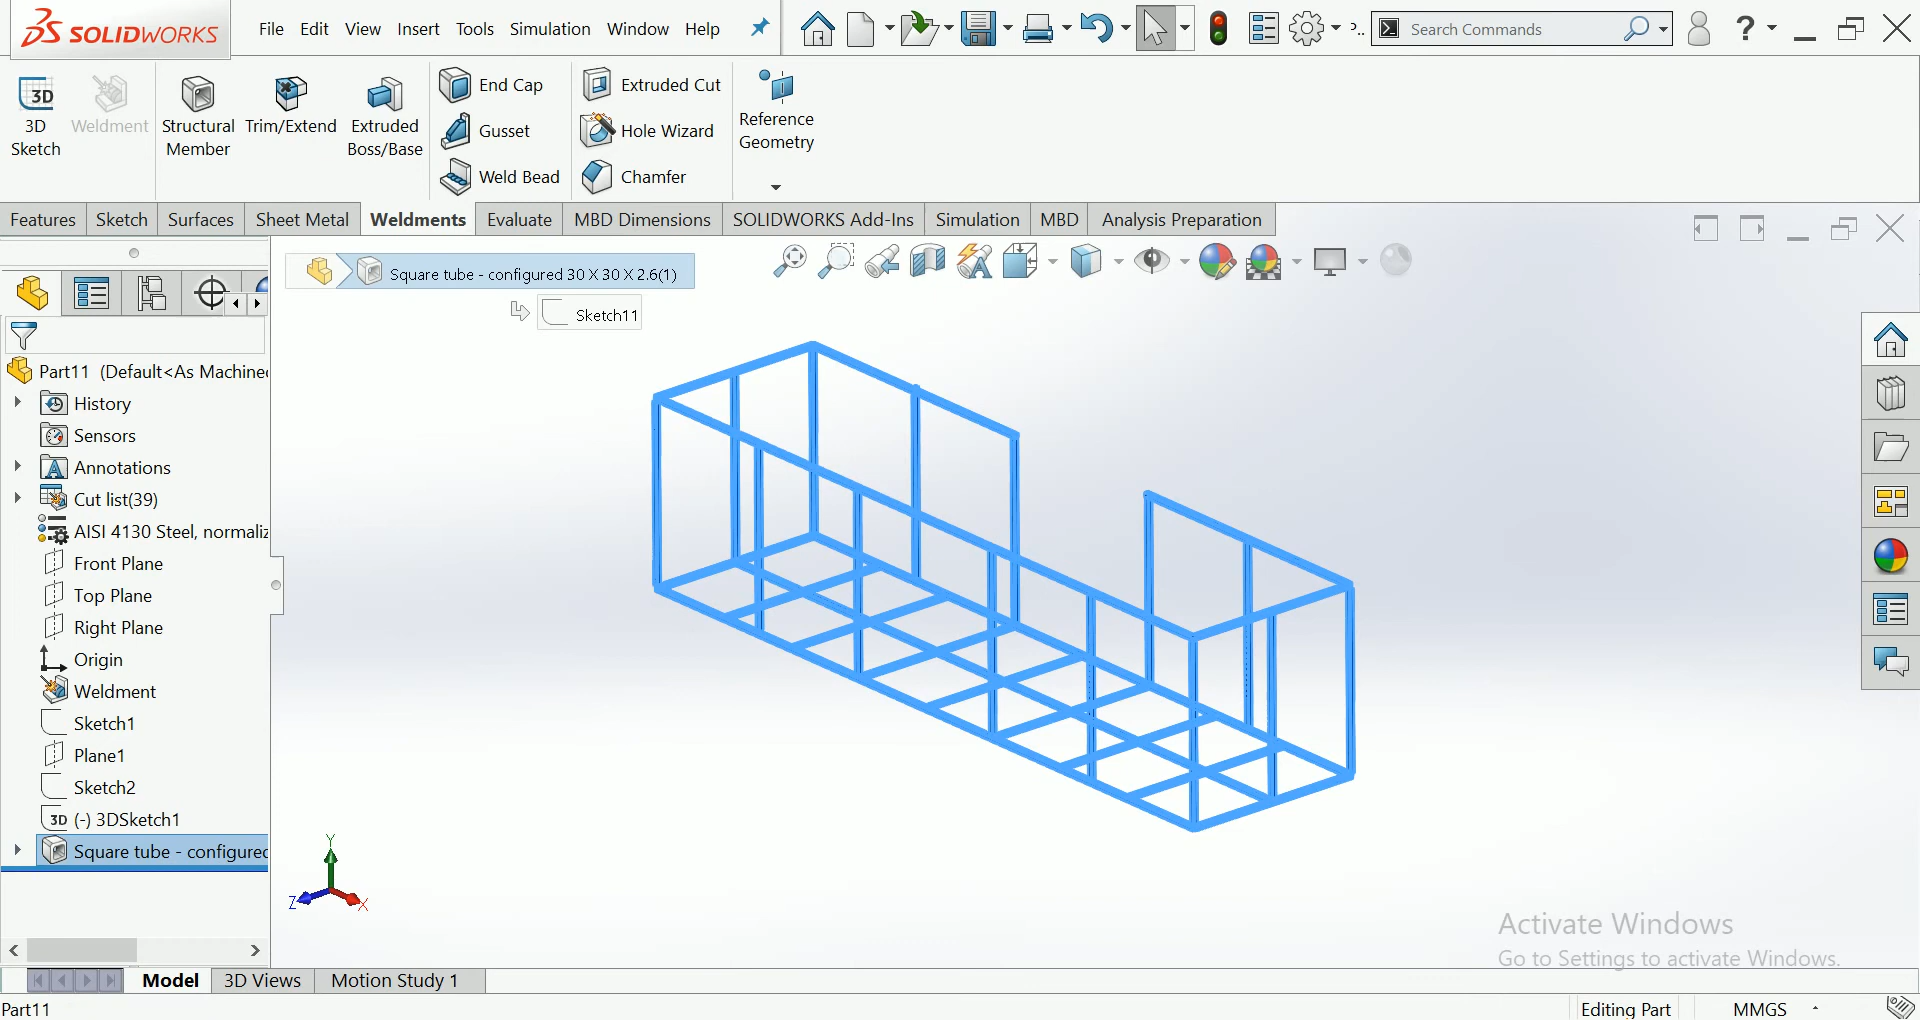 SOLIDWORKS
File Edit View Insert Tools Simulation Window Help
Search Commands
3D Sketch
Weldment
Structural Member
Trim/Extend
Extruded Boss/Base
End Cap
Gusset
Weld Bead
Extruded Cut
Hole Wizard
Chamfer
Reference Geometry
Features Sketch Surfaces Sheet Metal Weldments Evaluate MBD Dimensions SOLIDWORKS Add-Ins Simulation MBD Analysis Preparation
Square tube - configured 30 X 30 X 2.6(1)
Sketch11
Part11 (Default<As Machine
History
Sensors
Annotations
Cut list(39)
AISI 4130 Steel, normaliz
Front Plane
Top Plane
Right Plane
Origin
Weldment
Sketch1
Plane1
Sketch2
3D (-) 3DSketch1
Square tube - configured
Y
Z
X
Activate Windows
Go to Settings to activate Windows.
Model 3D Views Motion Study 1
Part11
Editing Part
MMGS